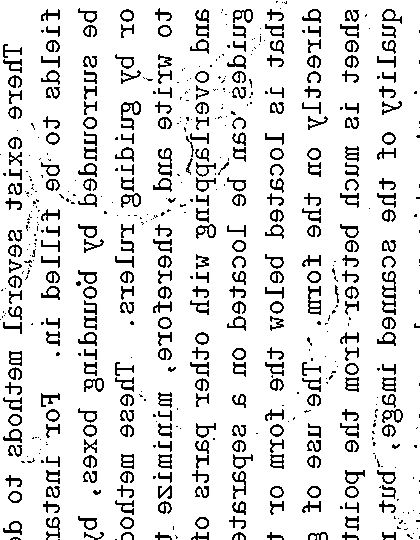 There exist several methods to
fields to be filled in. For
be surrounded by bounding boxes, by
or by guiding rulers. These
to write and, therefore, minimize
and overlapping with other parts of
guides can be located on a separate
that is located below the form or
directly on the form. The use of
sheet is much better from the point
quality of the scanned image, but